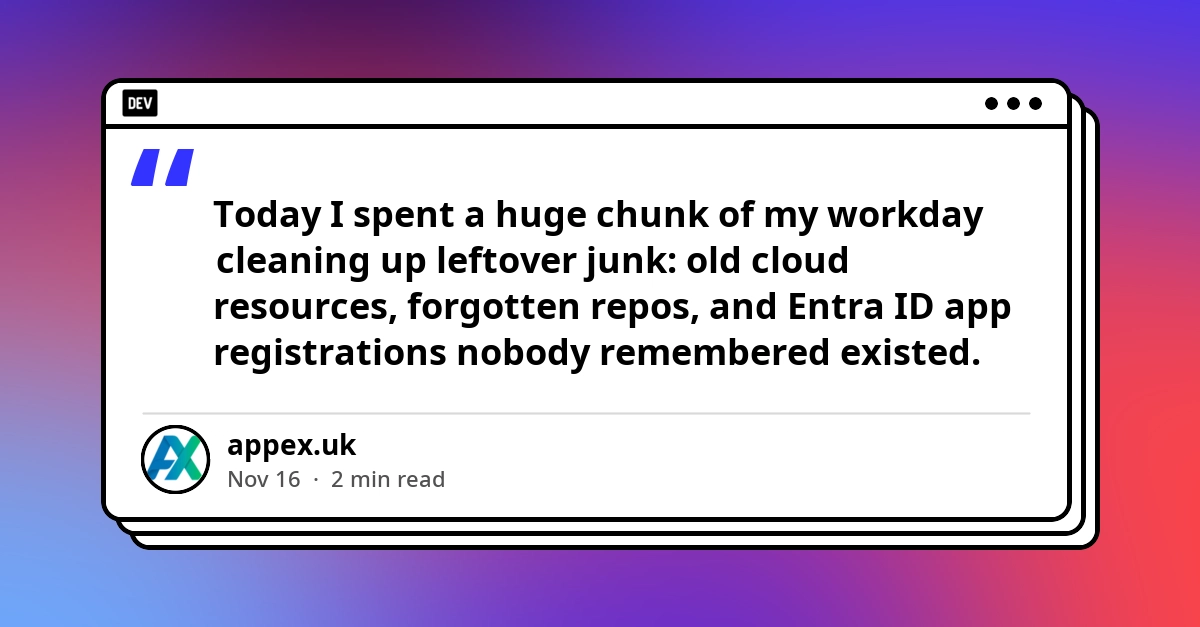 DEV
“
Today I spent a huge chunk of my workday
cleaning up leftover junk: old cloud
resources, forgotten repos, and Entra ID app
registrations nobody remembered existed.
AX
appex.uk
Nov 16 · 2 min read